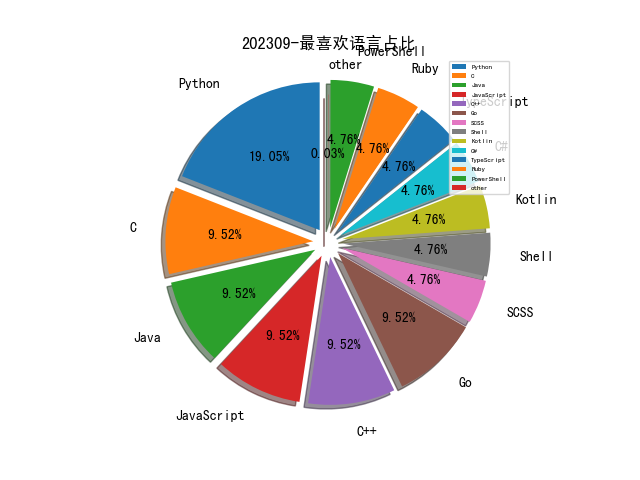 202309-最喜欢语言占比
PowerShell
other
Ruby
TypeScript
Python
C#
Kotlin
C
Shell
SCSS
Java
Go
JavaScript
C++
19.05%
0.03%
4.76%
4.76%
4.76%
4.76%
4.76%
4.76%
4.76%
9.52%
9.52%
9.52%
9.52%
9.52%
Python
C
Java
JavaScript
C++
Go
SCSS
Shell
Kotlin
C#
TypeScript
Ruby
PowerShell
other